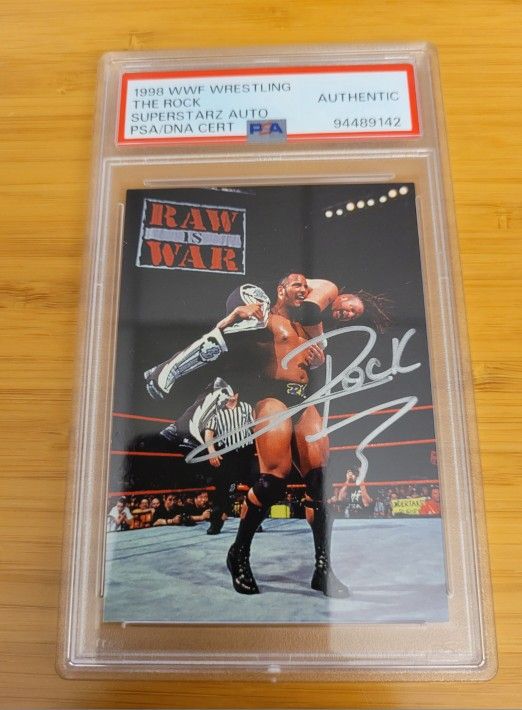 1998 WWF WRESTLING
THE ROCK
SUPERSTARZ AUTO
PSA/DNA CERT
PSA
AUTHENTIC
94489142
RAW
IS
WAR
Rock